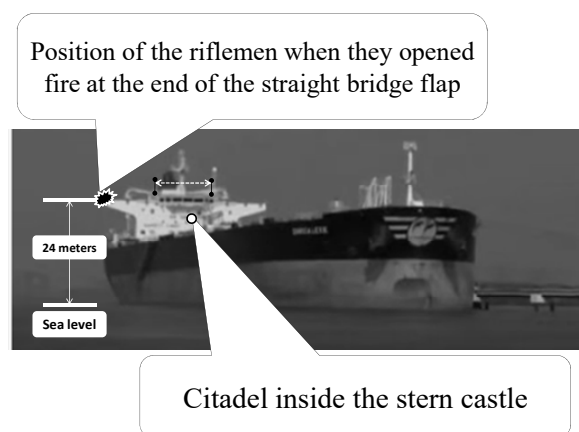 Position of the riflemen when they opened
fire at the end of the straight bridge flap
24 meters
Sea level
Citadel inside the stern castle